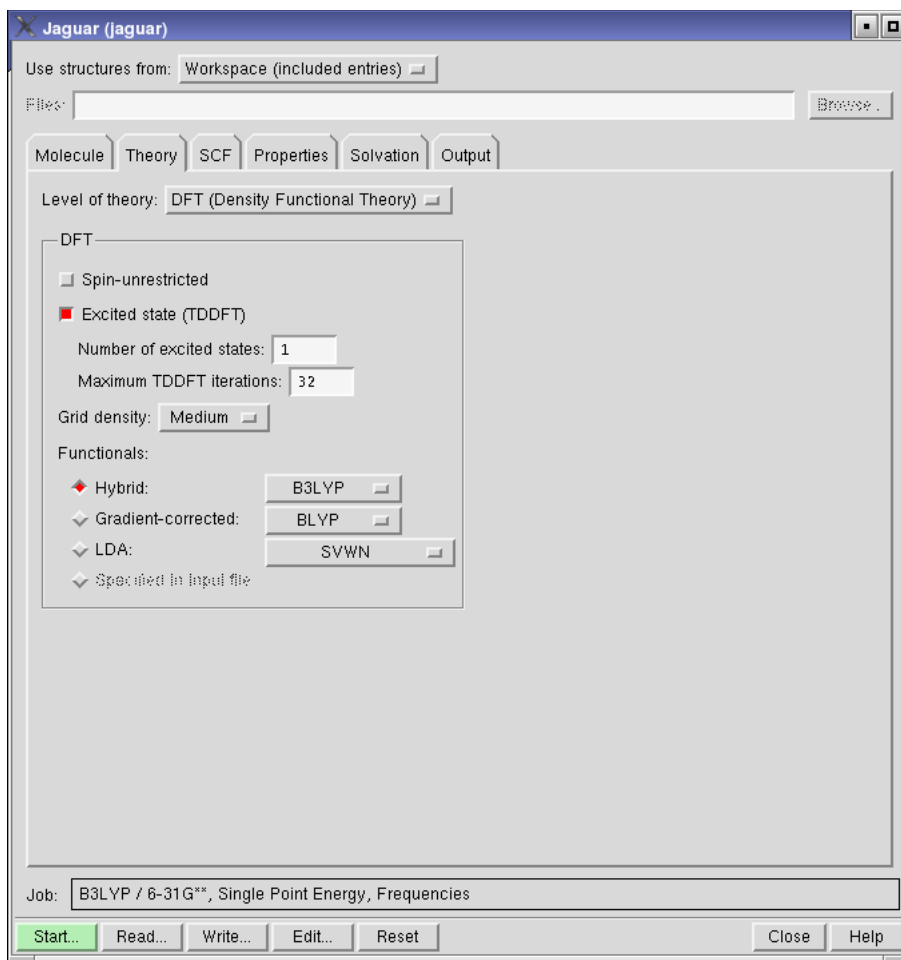 Jaguar (jaguar)
Use structures from: Workspace (included entries)
Files: Browse...
Molecule Theory SCF Properties Solvation Output
Level of theory: DFT (Density Functional Theory)
DFT
Spin-unrestricted
Excited state (TDDFT)
Number of excited states: 1
Maximum TDDFT iterations: 32
Grid density: Medium
Functionals:
Hybrid: B3LYP
Gradient-corrected: BLYP
LDA: SVWN
Specified in input file
Job: B3LYP / 6-31G**, Single Point Energy, Frequencies
Start... Read... Write... Edit... Reset Close Help